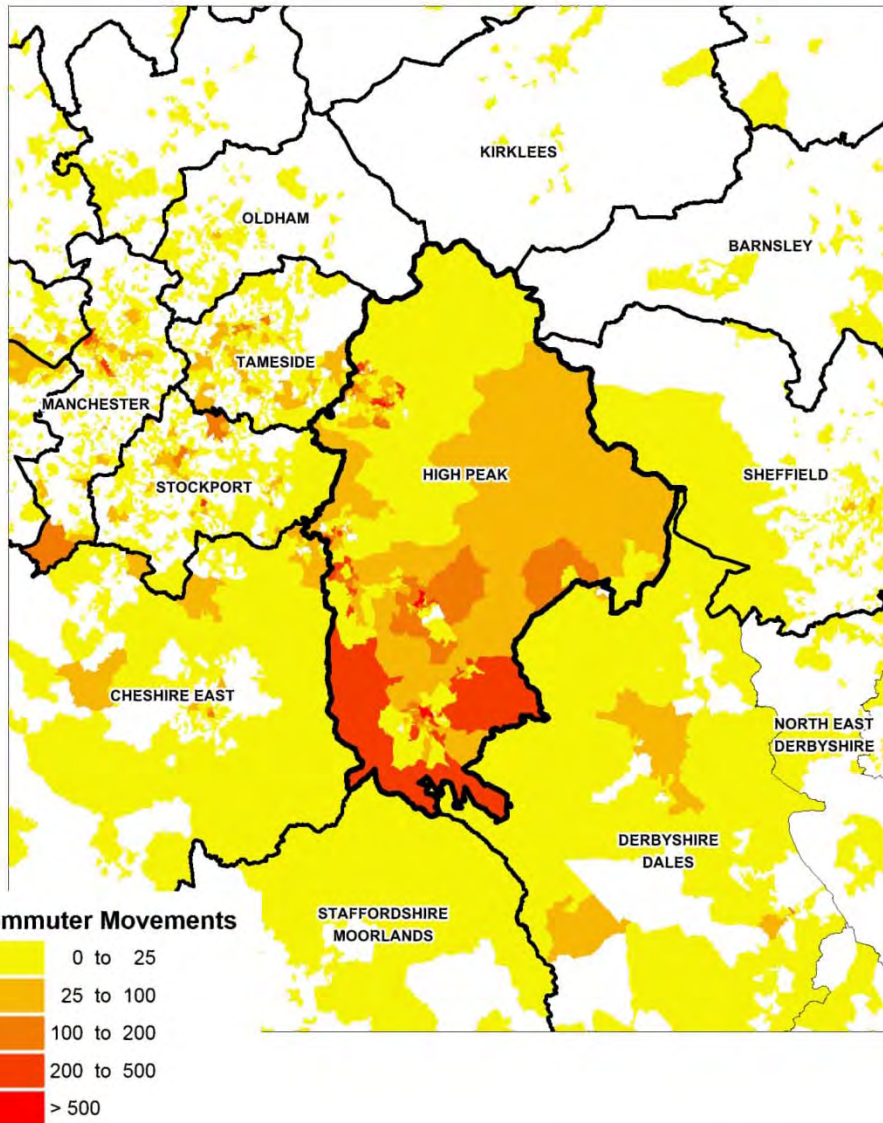 KIRKLEES
OLDHAM
BARNSLEY
TAMESIDE
MANCHESTER
HIGH PEAK
SHEFFIELD
STOCKPORT
CHESHIRE EAST
NORTH EAST
DERBYSHIRE
DERBYSHIRE
DALES
STAFFORDSHIRE
MOORLANDS
mmuter Movements
0 to 25
25 to 100
100 to 200
200 to 500
> 500